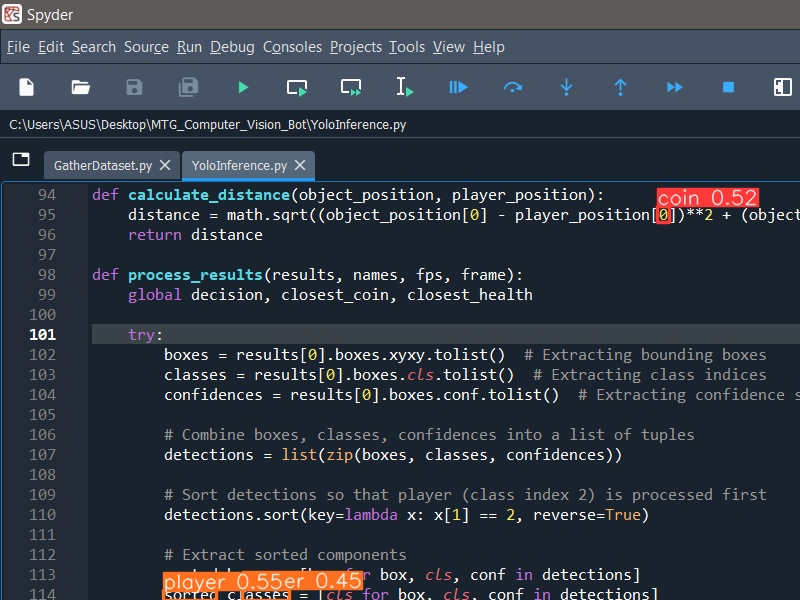 Spyder
File Edit Search Source Run Debug Consoles Projects Tools View Help
C:\Users\ASUS\Desktop\MTG_Computer_Vision_Bot\YoloInference.py
GatherDataset.py X YoloInference.py X
coin 0.52
94 def calculate_distance(object_position, player_position):
95 distance = math.sqrt((object_position[0] - player_position[0])**2 + (object
96 return distance
97
98 def process_results(results, names, fps, frame):
99 global decision, closest_coin, closest_health
100
101 try:
102 boxes = results[0].boxes.xyxy.tolist() # Extracting bounding boxes
103 classes = results[0].boxes.cls.tolist() # Extracting class indices
104 confidences = results[0].boxes.conf.tolist() # Extracting confidence s
105
106 # Combine boxes, classes, confidences into a list of tuples
107 detections = list(zip(boxes, classes, confidences))
108
109 # Sort detections so that player (class index 2) is processed first
110 detections.sort(key=lambda x: x[1] == 2, reverse=True)
111
112 # Extract sorted components
113 for box, cls, conf in detections]
player 0.55er 0.45
114 sorted_classes = [cls for box, cls, conf in detections]